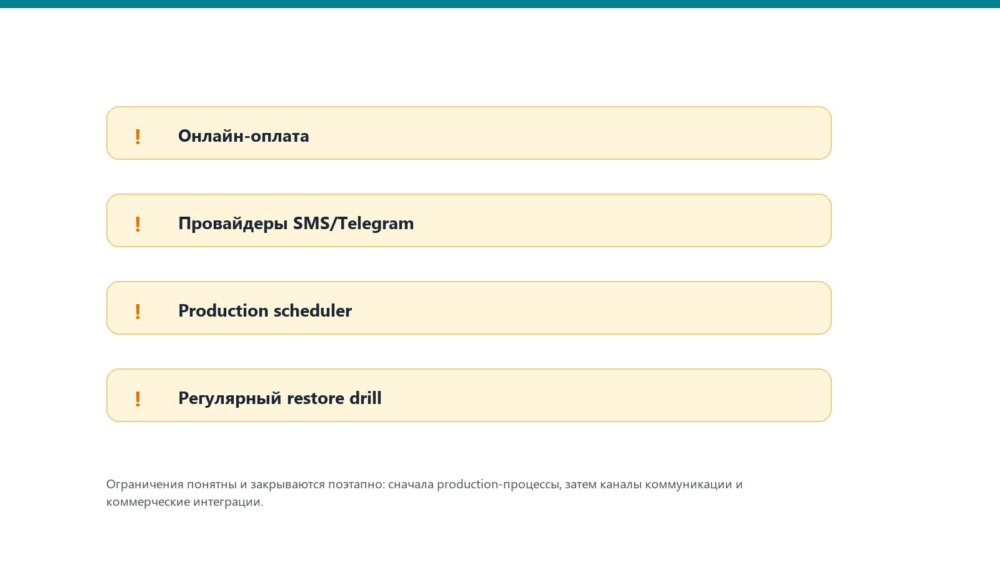 ! Онлайн-оплата
! Провайдеры SMS/Telegram
! Production scheduler
! Регулярный restore drill
Ограничения понятны и закрываются поэтапно: сначала production-процессы, затем каналы коммуникации и
коммерческие интеграции.